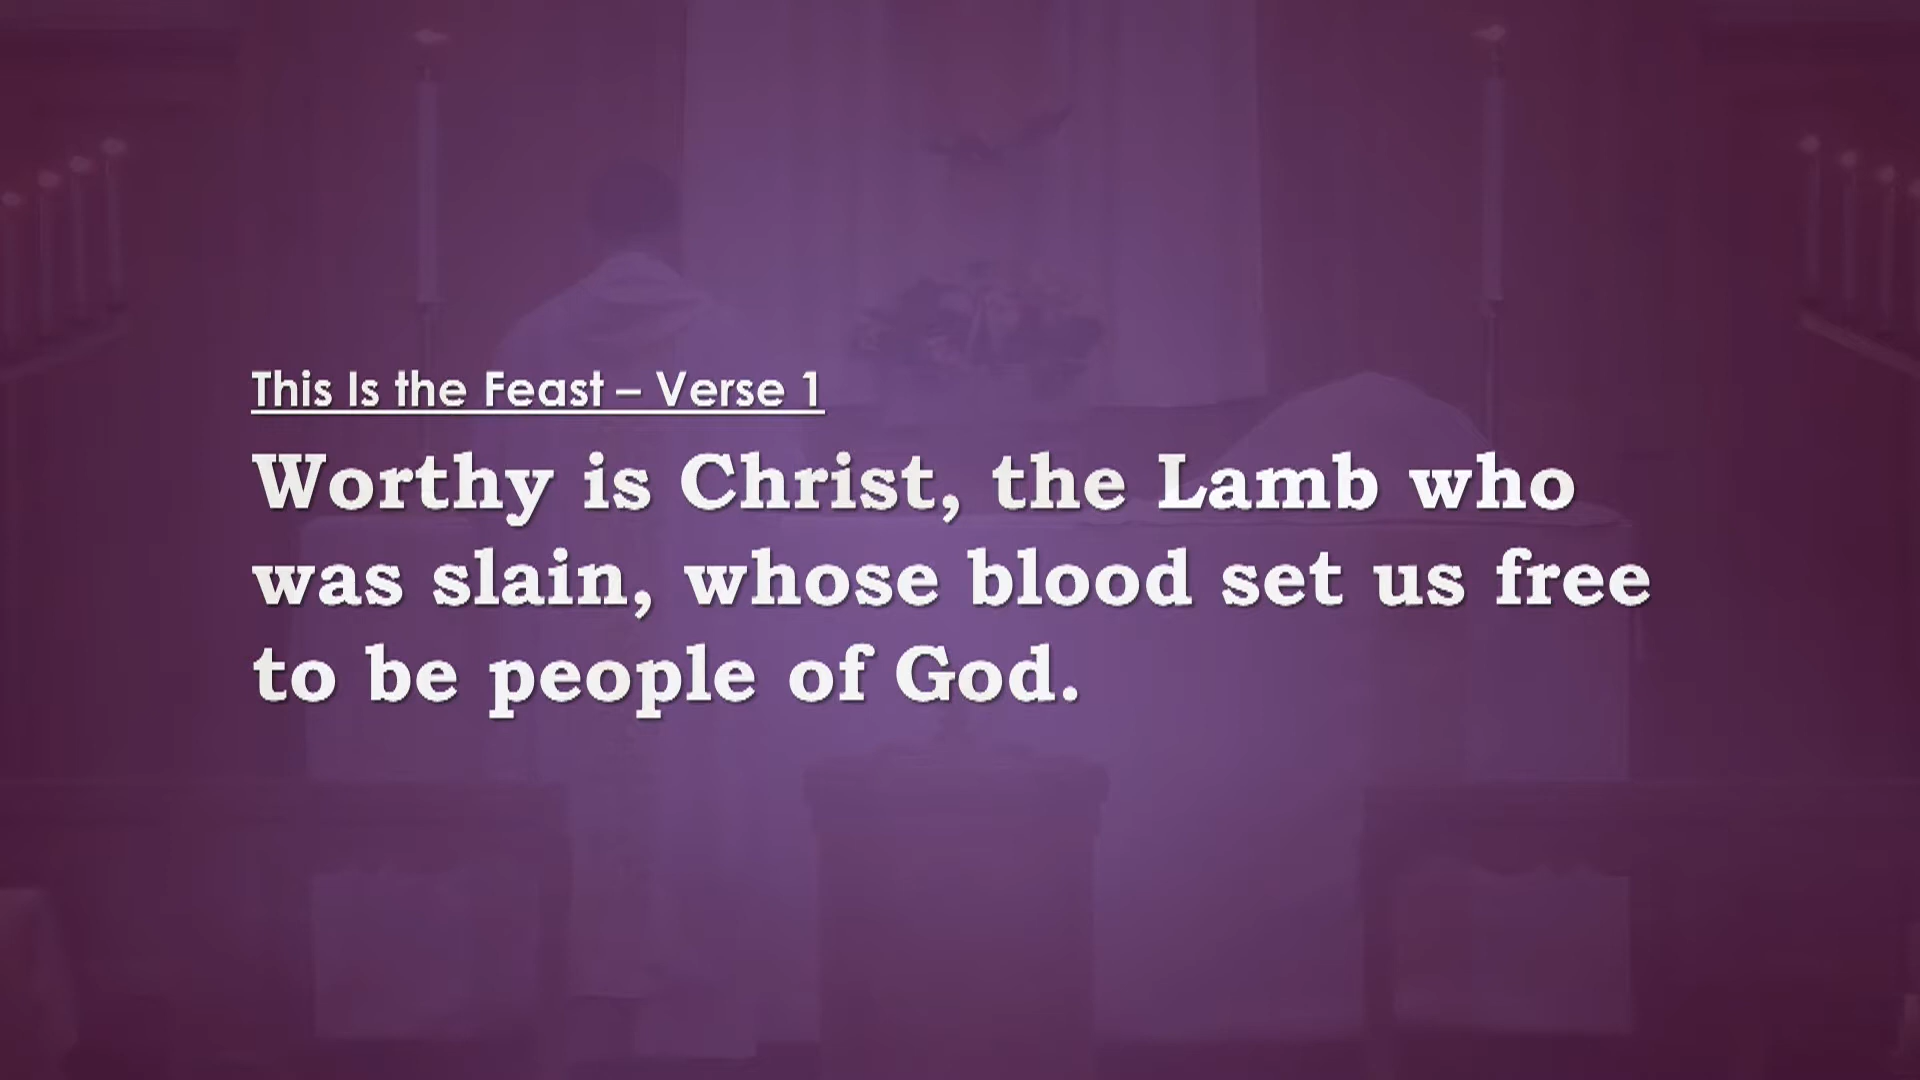 This Is the Feast – Verse 1
Worthy is Christ, the Lamb who
was slain, whose blood set us free
to be people of God.